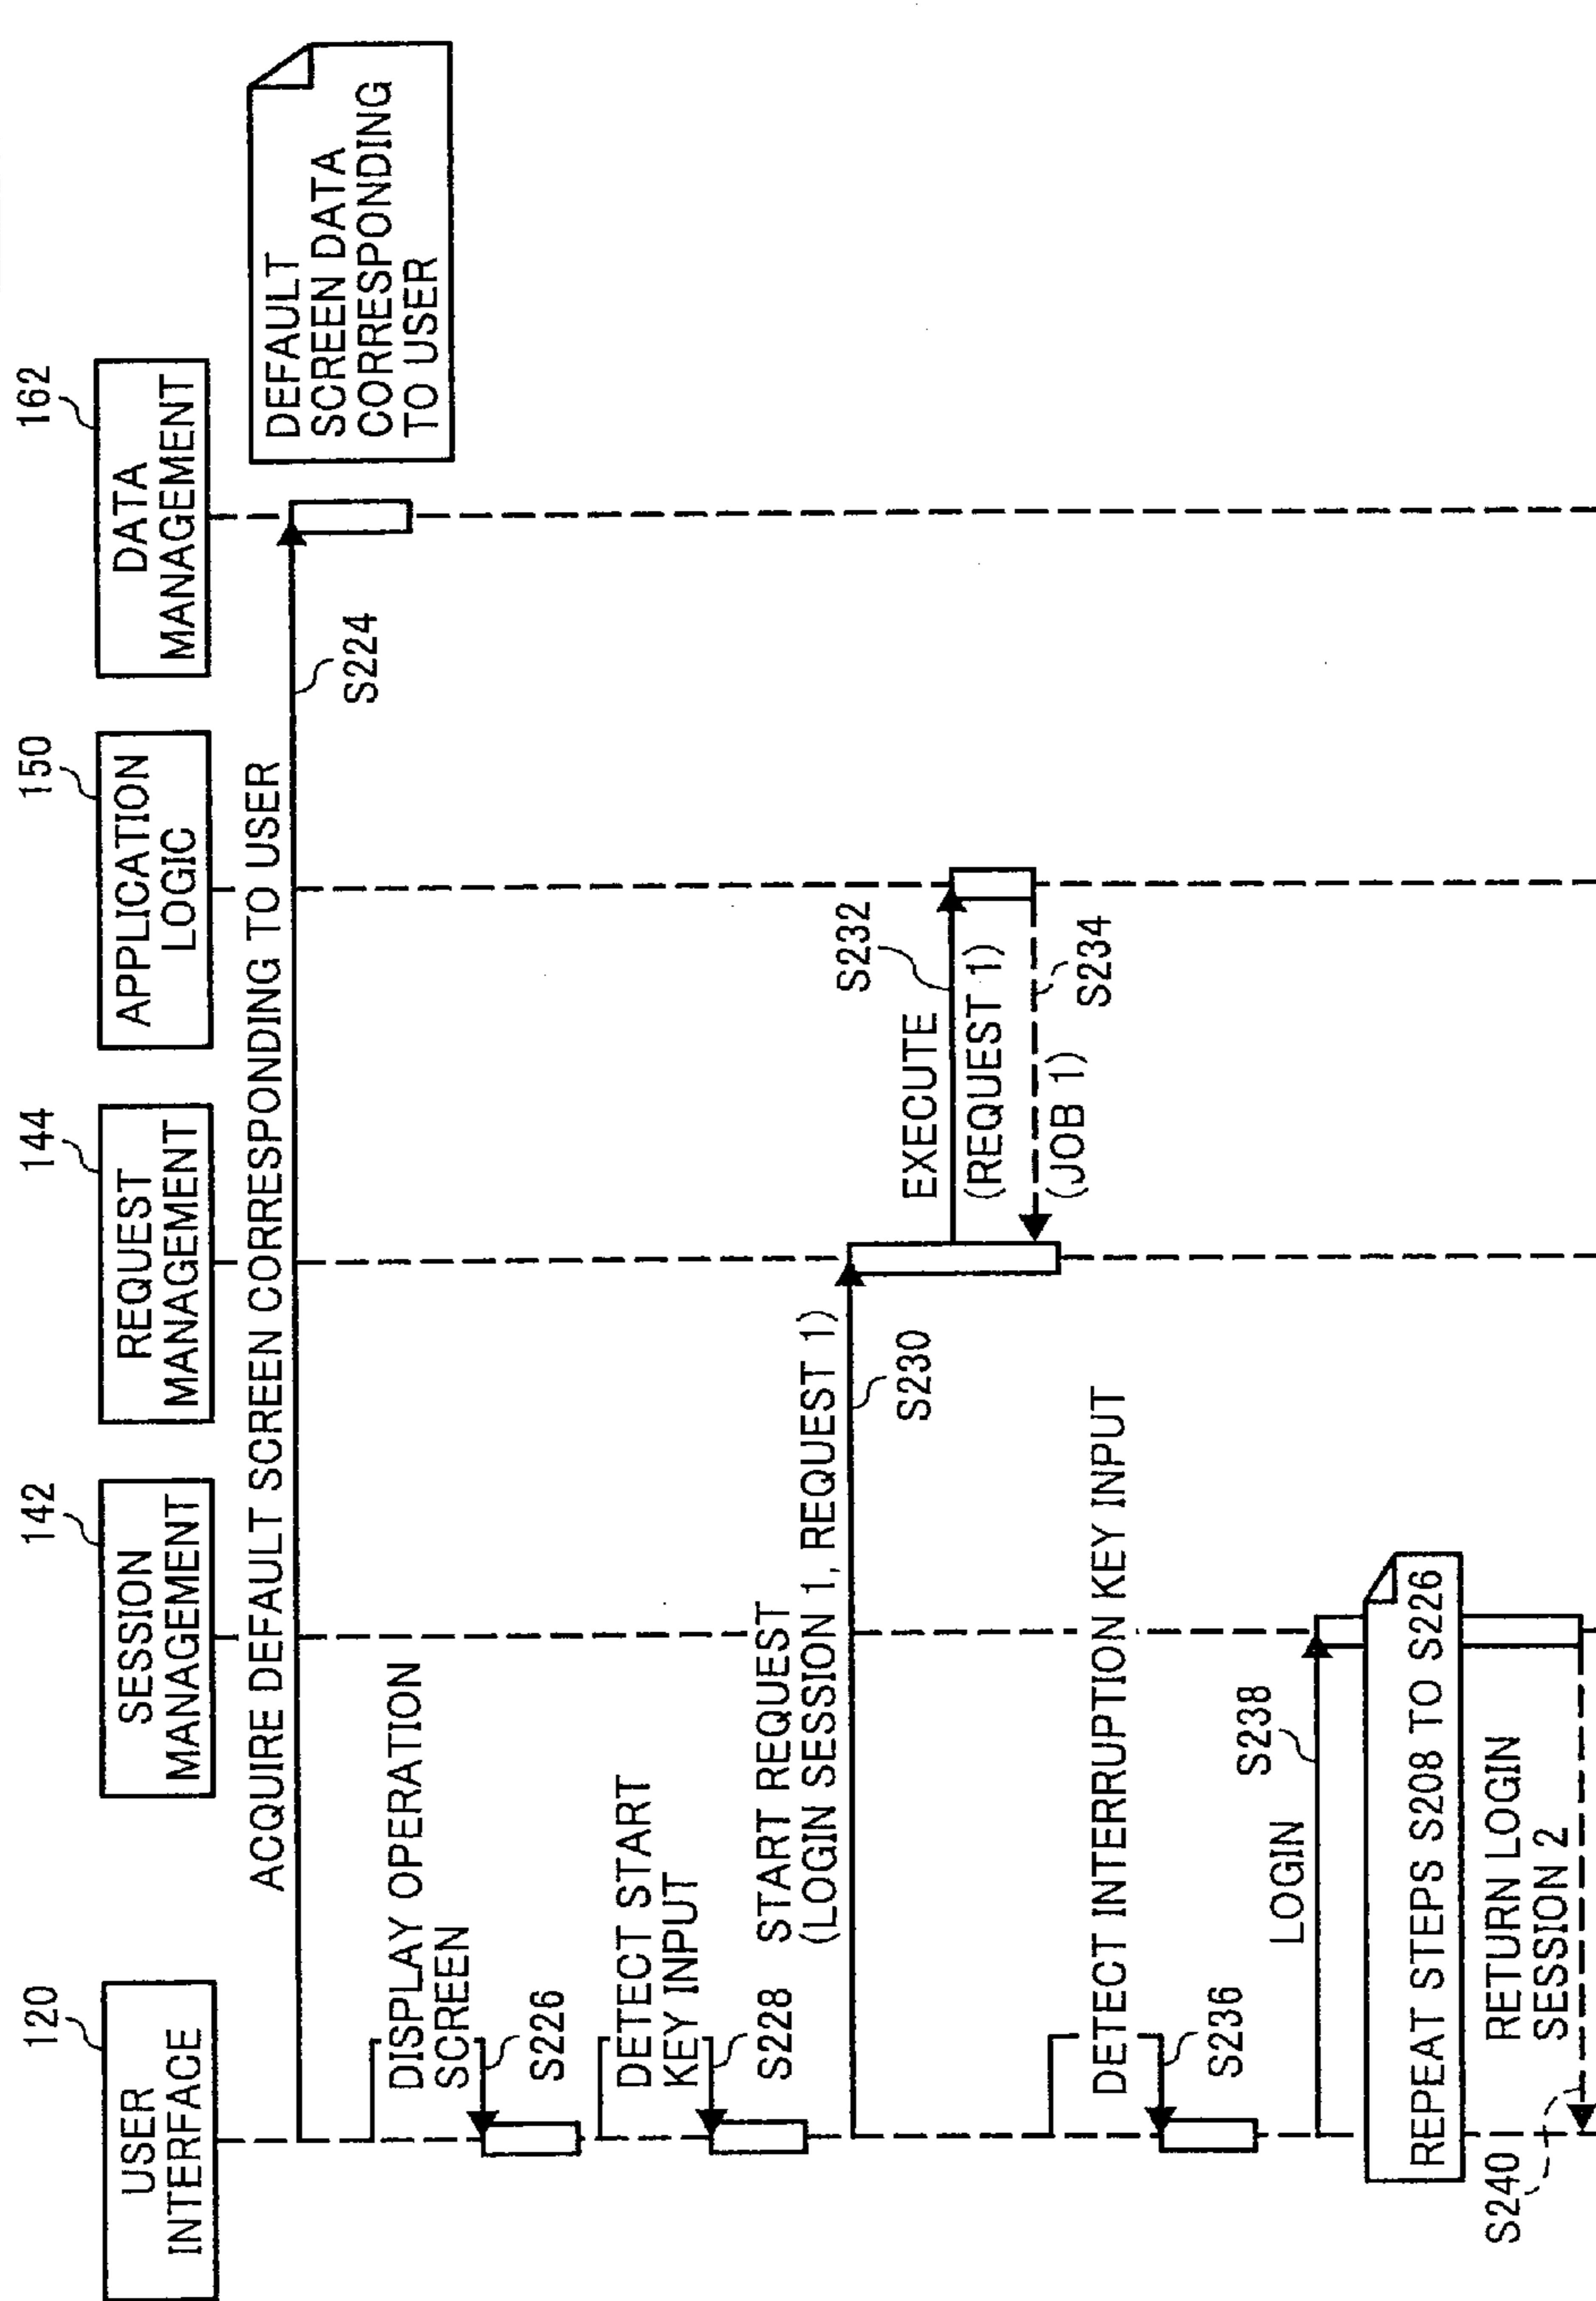 120
USER
INTERFACE
142
SESSION
MANAGEMENT
144
REQUEST
MANAGEMENT
150
APPLICATION
LOGIC
162
DATA
MANAGEMENT
ACQUIRE DEFAULT SCREEN CORRESPONDING TO USER
S224
DEFAULT
SCREEN DATA
CORRESPONDING
TO USER
DISPLAY OPERATION
SCREEN
S226
DETECT START
KEY INPUT
S228
START REQUEST
(LOGIN SESSION 1, REQUEST 1)
S230
EXECUTE
(REQUEST 1)
S232
(JOB 1)
S234
DETECT INTERRUPTION KEY INPUT
S236
LOGIN
S238
REPEAT STEPS S208 TO S226
RETURN LOGIN
SESSION 2
S240